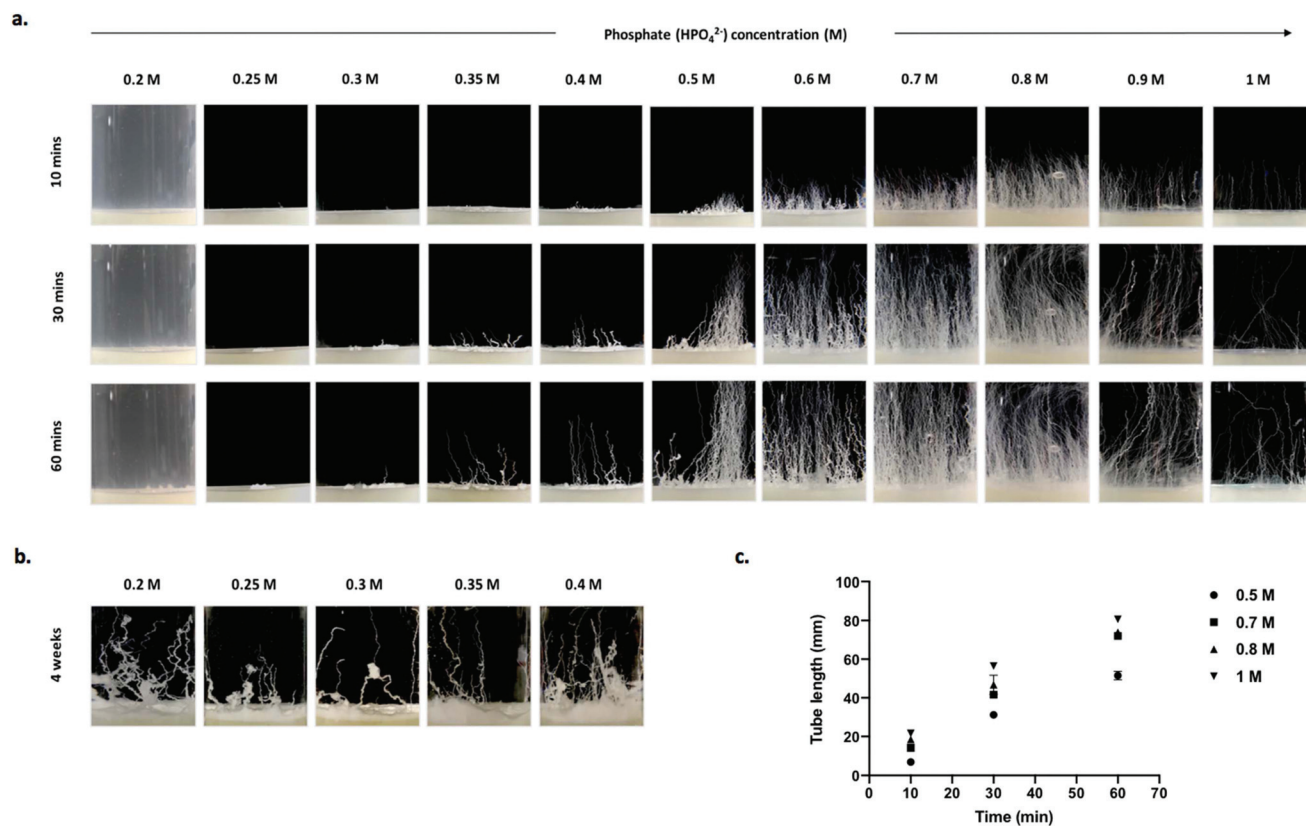 a.
Phosphate (HPO₄²⁻) concentration (M)
0.2 M 0.25 M 0.3 M 0.35 M 0.4 M 0.5 M 0.6 M 0.7 M 0.8 M 0.9 M 1 M
10 mins
30 mins
60 mins
b.
0.2 M 0.25 M 0.3 M 0.35 M 0.4 M
4 weeks
c.
Tube length (mm)
100
80
60
40
20
0
0 10 20 30 40 50 60 70
Time (min)
0.5 M
0.7 M
0.8 M
1 M